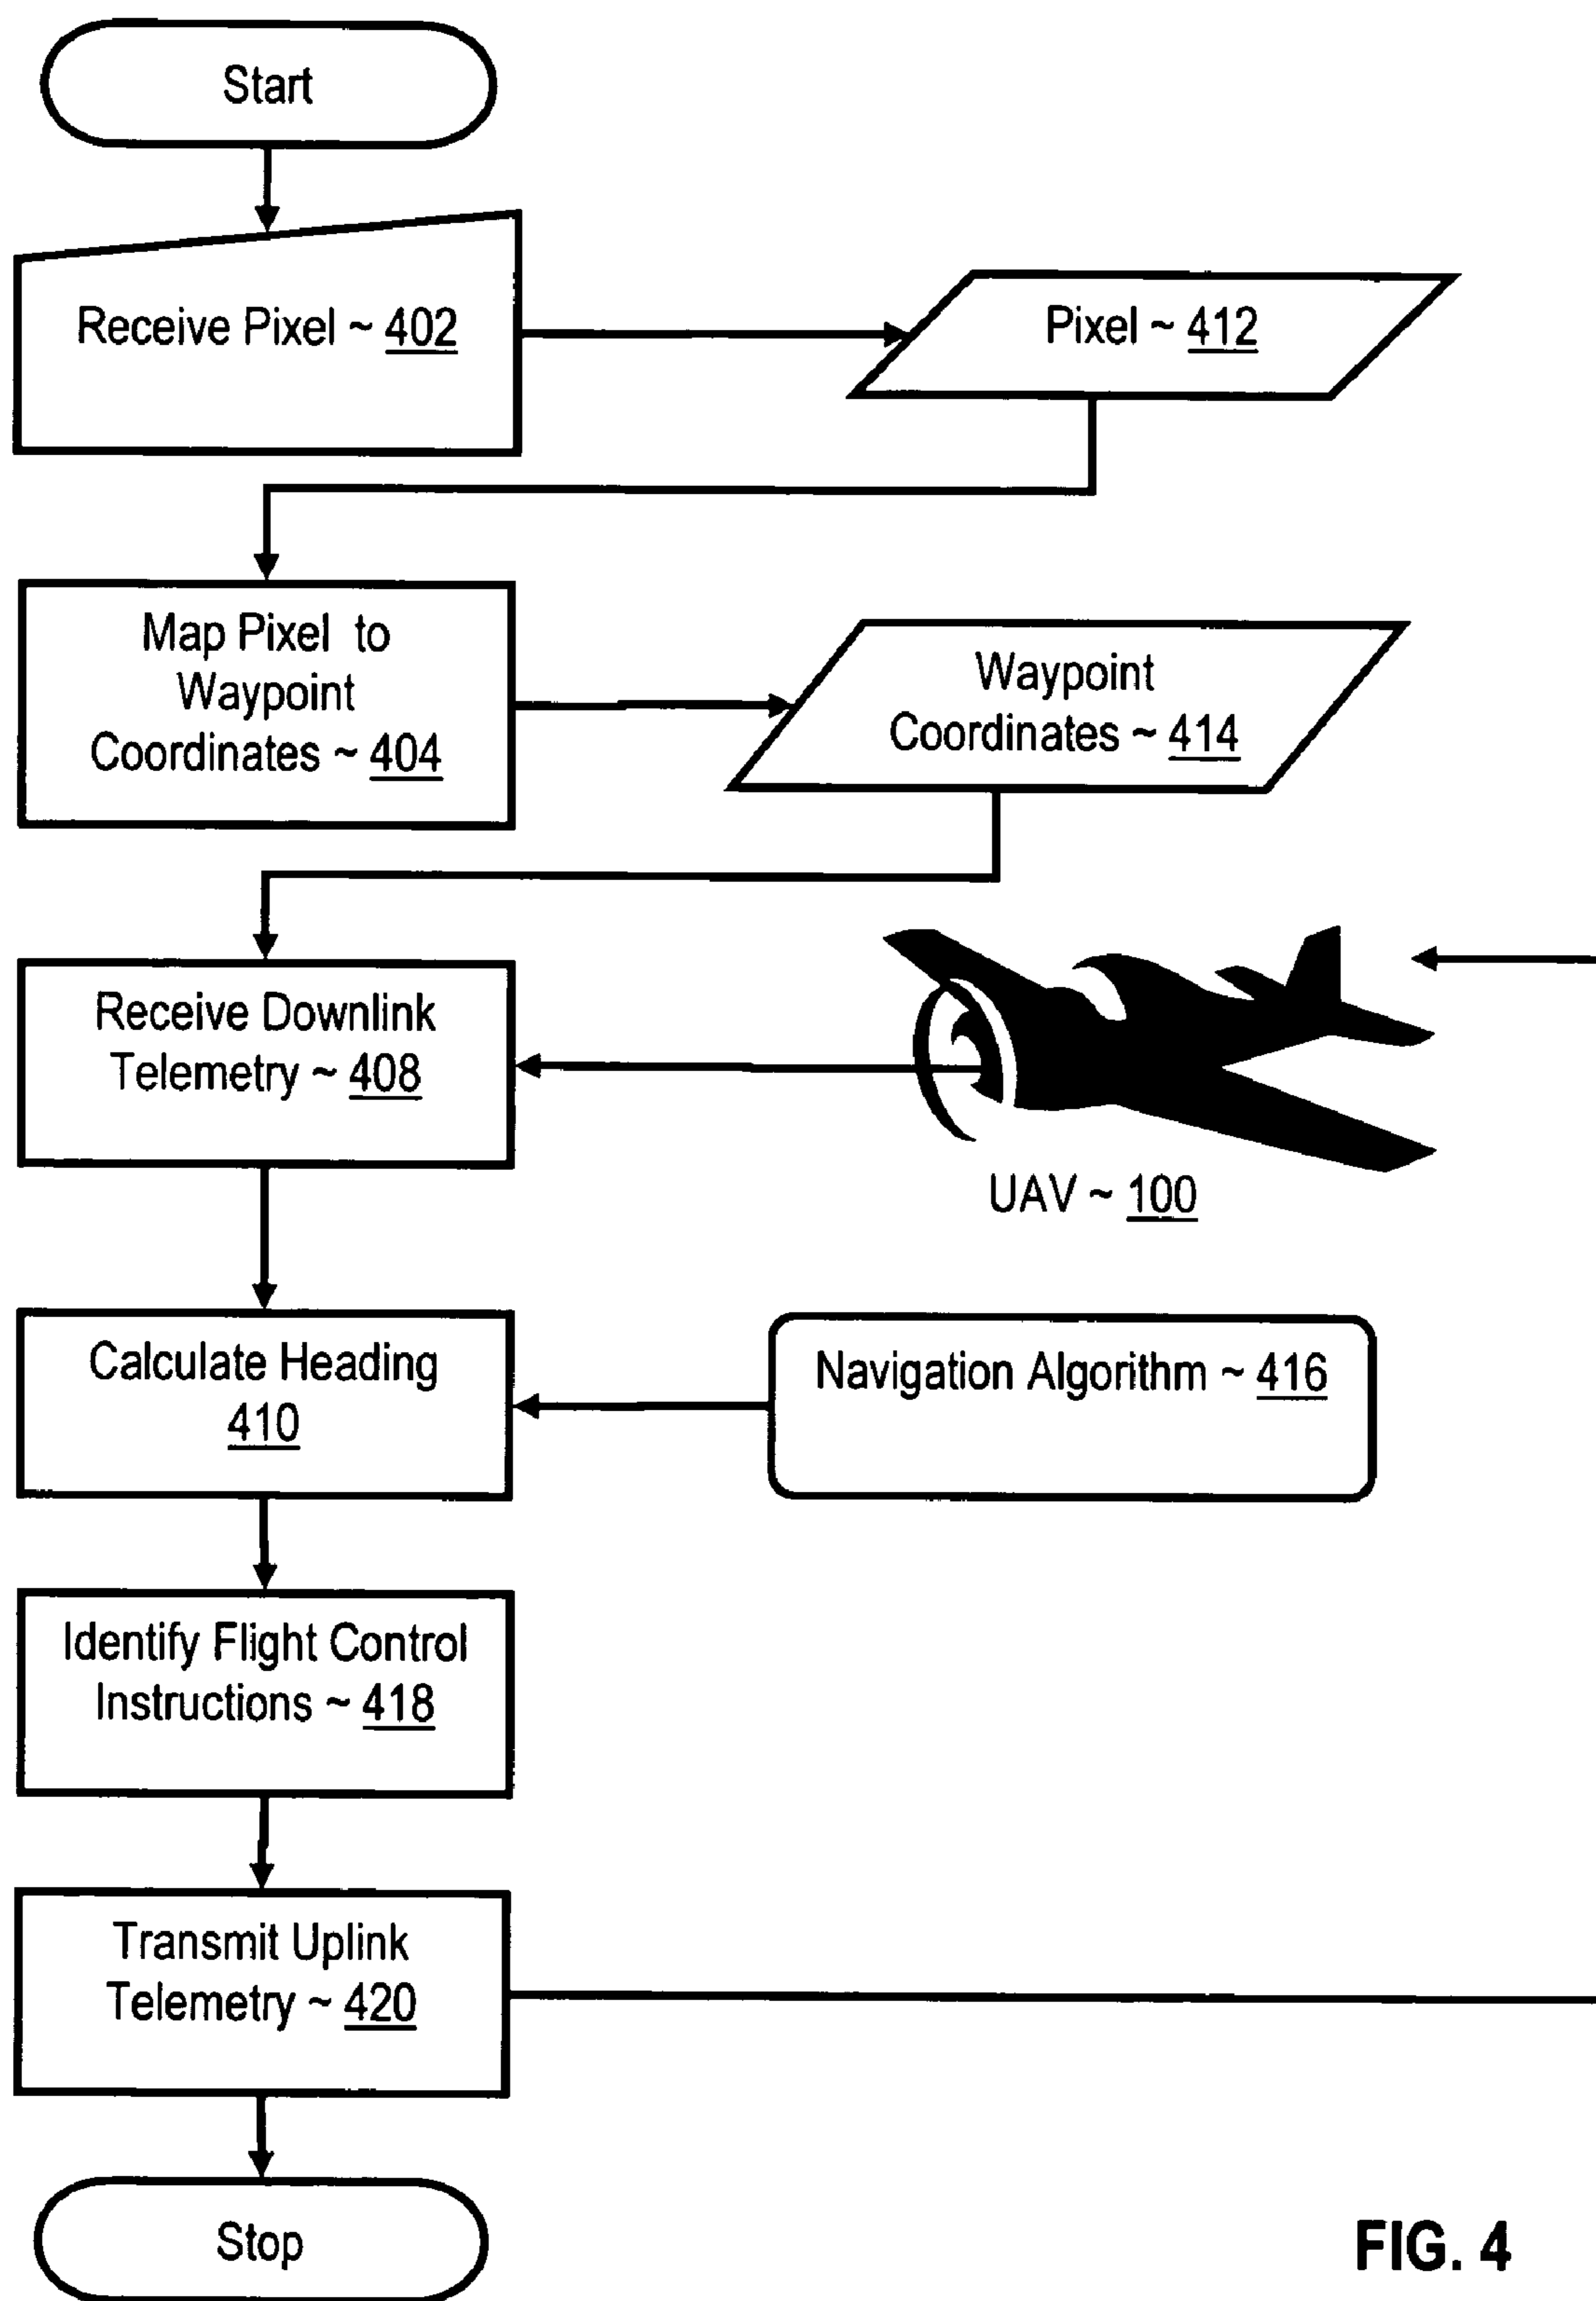 Start
Receive Pixel ~ 402
Pixel ~ 412
Map Pixel to
Waypoint
Coordinates ~ 404
Waypoint
Coordinates ~ 414
Receive Downlink
Telemetry ~ 408
UAV ~ 100
Calculate Heading
410
Navigation Algorithm ~ 416
Identify Flight Control
Instructions ~ 418
Transmit Uplink
Telemetry ~ 420
Stop
FIG. 4